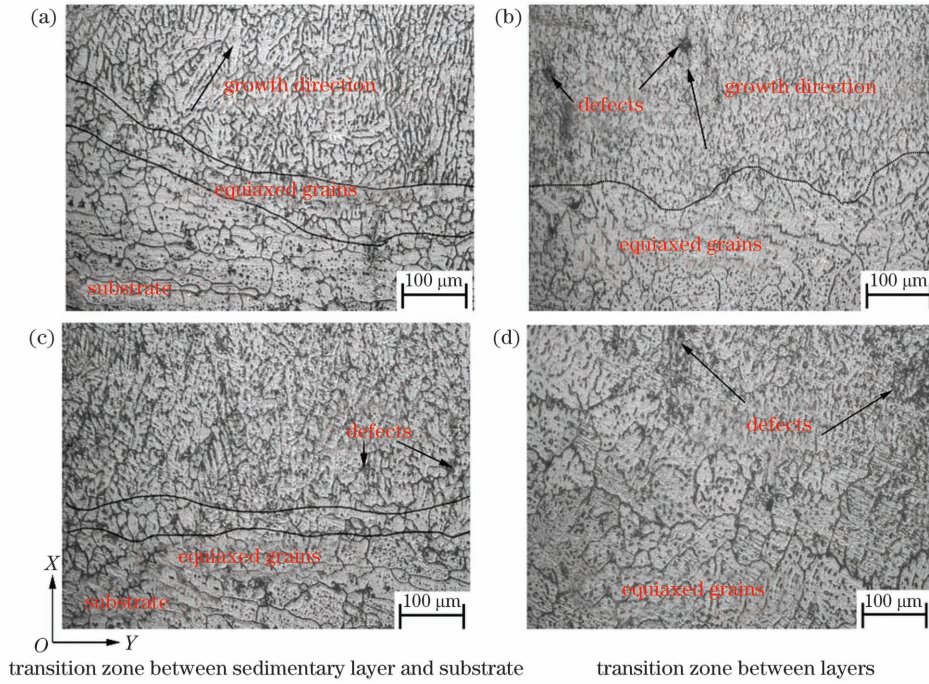 (a)
growth direction
equiaxed grains
substrate
100 μm
(b)
defects
growth direction
equiaxed grains
100 μm
(c)
defects
equiaxed grains
substrate
100 μm
X
O
Y
(d)
defects
equiaxed grains
100 μm
transition zone between sedimentary layer and substrate
transition zone between layers